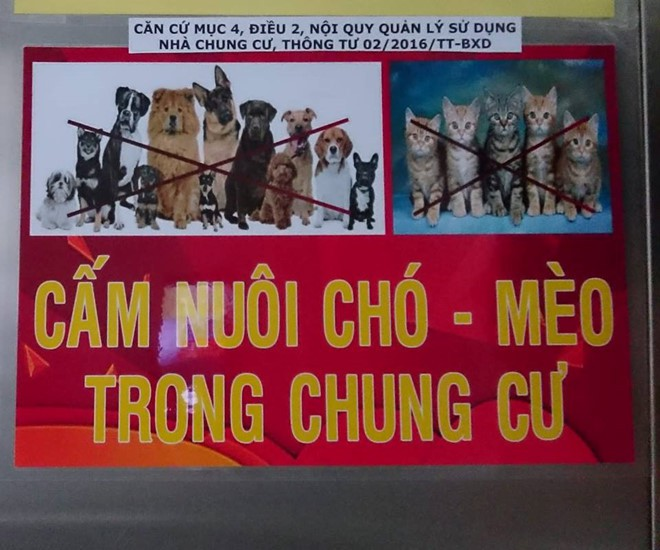 CĂN CỨ MỤC 4, ĐIỀU 2, NỘI QUY QUẢN LÝ SỬ DỤNG
NHÀ CHUNG CƯ, THÔNG TƯ 02/2016/TT-BXD
CẤM NUÔI CHÓ - MÈO
TRONG CHUNG CƯ